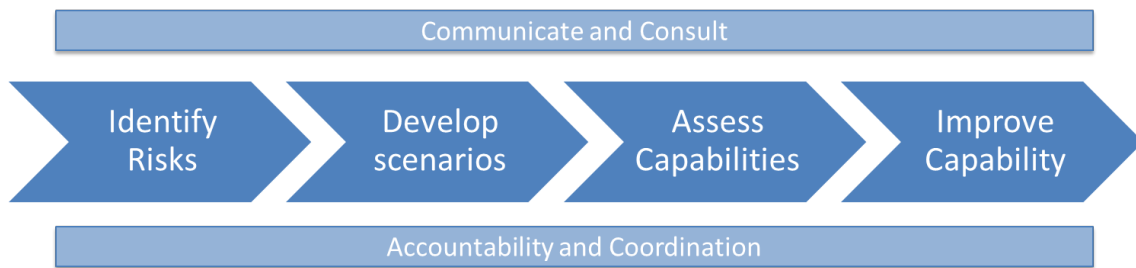 Communicate and Consult
Identify
Risks
Develop
scenarios
Assess
Capabilities
Improve
Capability
Accountability and Coordination